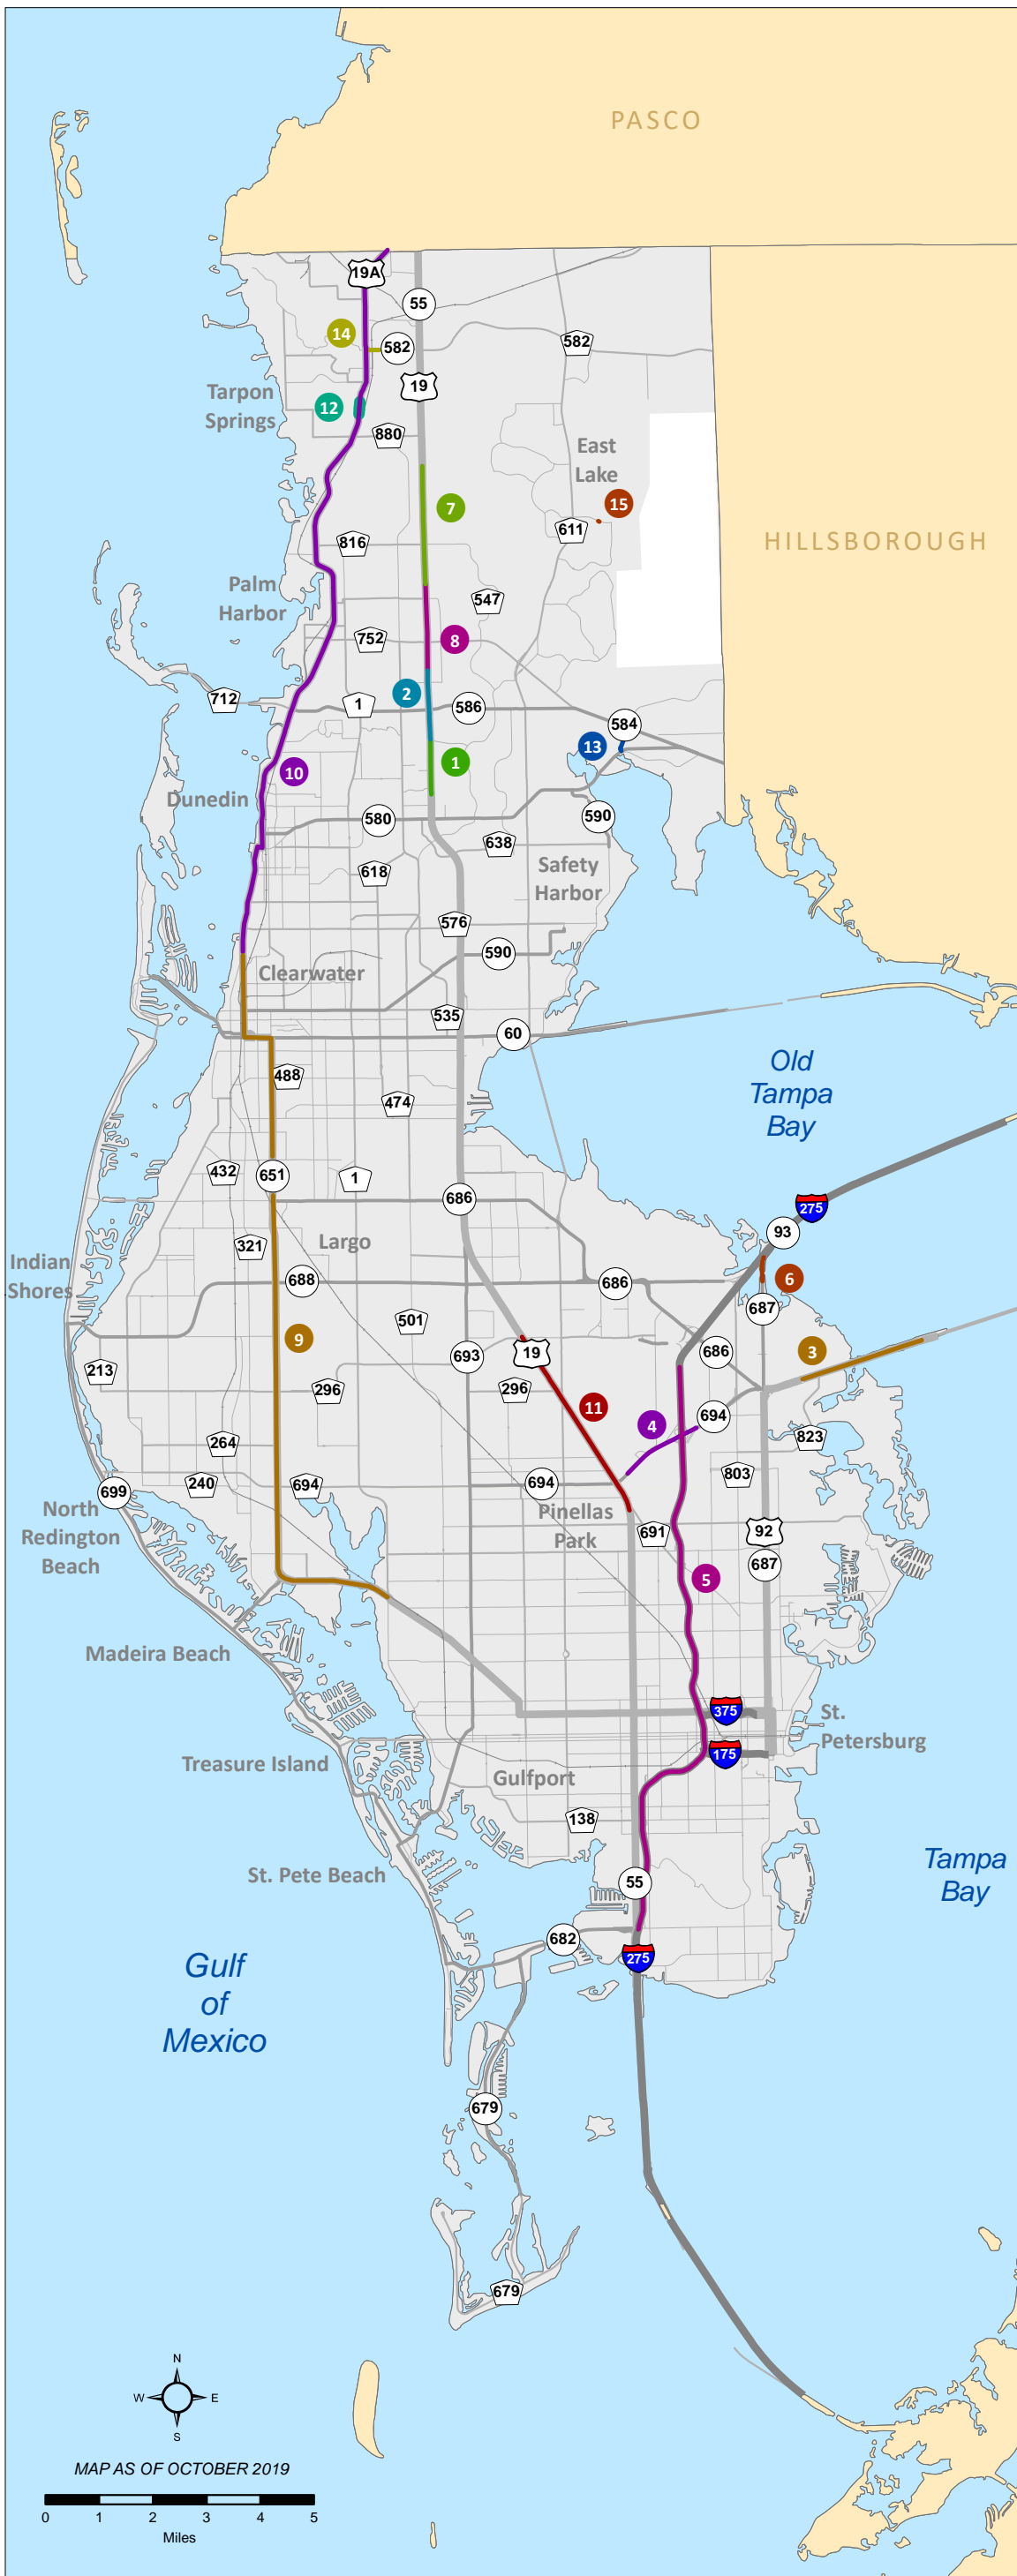 PASCO
19A
55
14
582
582
19
Tarpon
Springs
12
880
East
Lake
15
7
611
816
HILLSBOROUGH
Palm
Harbor
547
752
8
712
2
1
586
584
13
10
1
Dunedin
580
590
638
618
Safety
Harbor
576
590
Clearwater
535
60
Old
Tampa
Bay
488
474
432
651
1
686
275
93
321
Largo
Indian
Shores
688
686
6
687
501
9
693
19
686
3
213
296
296
11
4
694
264
823
803
240
694
694
699
North
Redington
Beach
Pinellas
Park
691
92
687
5
Madeira Beach
375
St.
Petersburg
175
Treasure Island
Gulfport
138
St. Pete Beach
55
Tampa
Bay
682
275
Gulf
of
Mexico
679
679
N
W E
S
MAP AS OF OCTOBER 2019
0 1 2 3 4 5
Miles